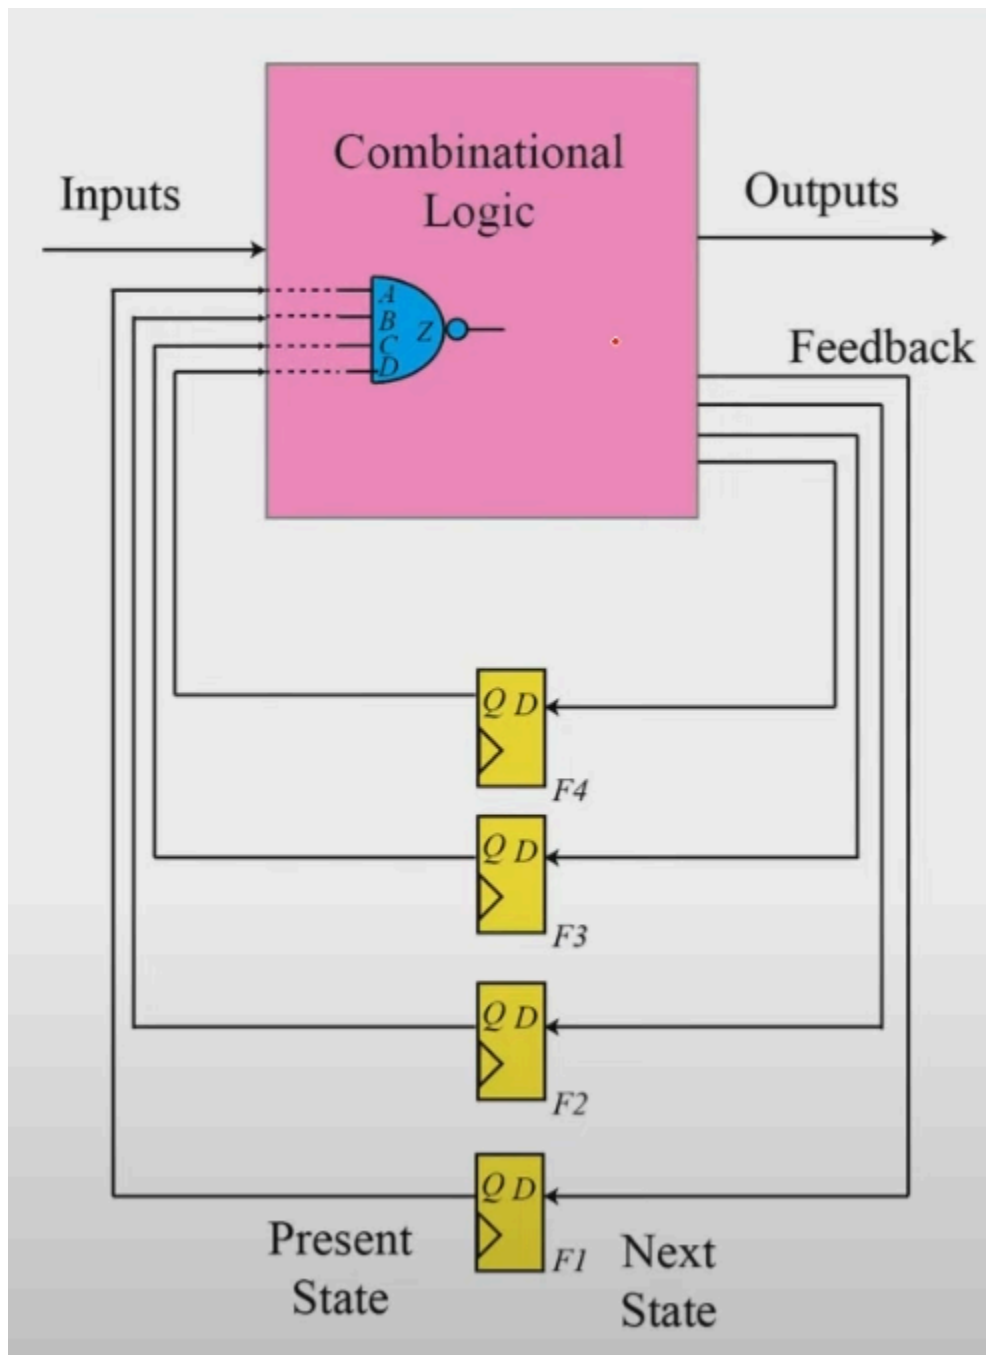 Combinational
Logic
Inputs
Outputs
A
B
Z
C
D
Feedback
Q D
F4
Q D
F3
Q D
F2
Q D
F1
Present
State
Next
State